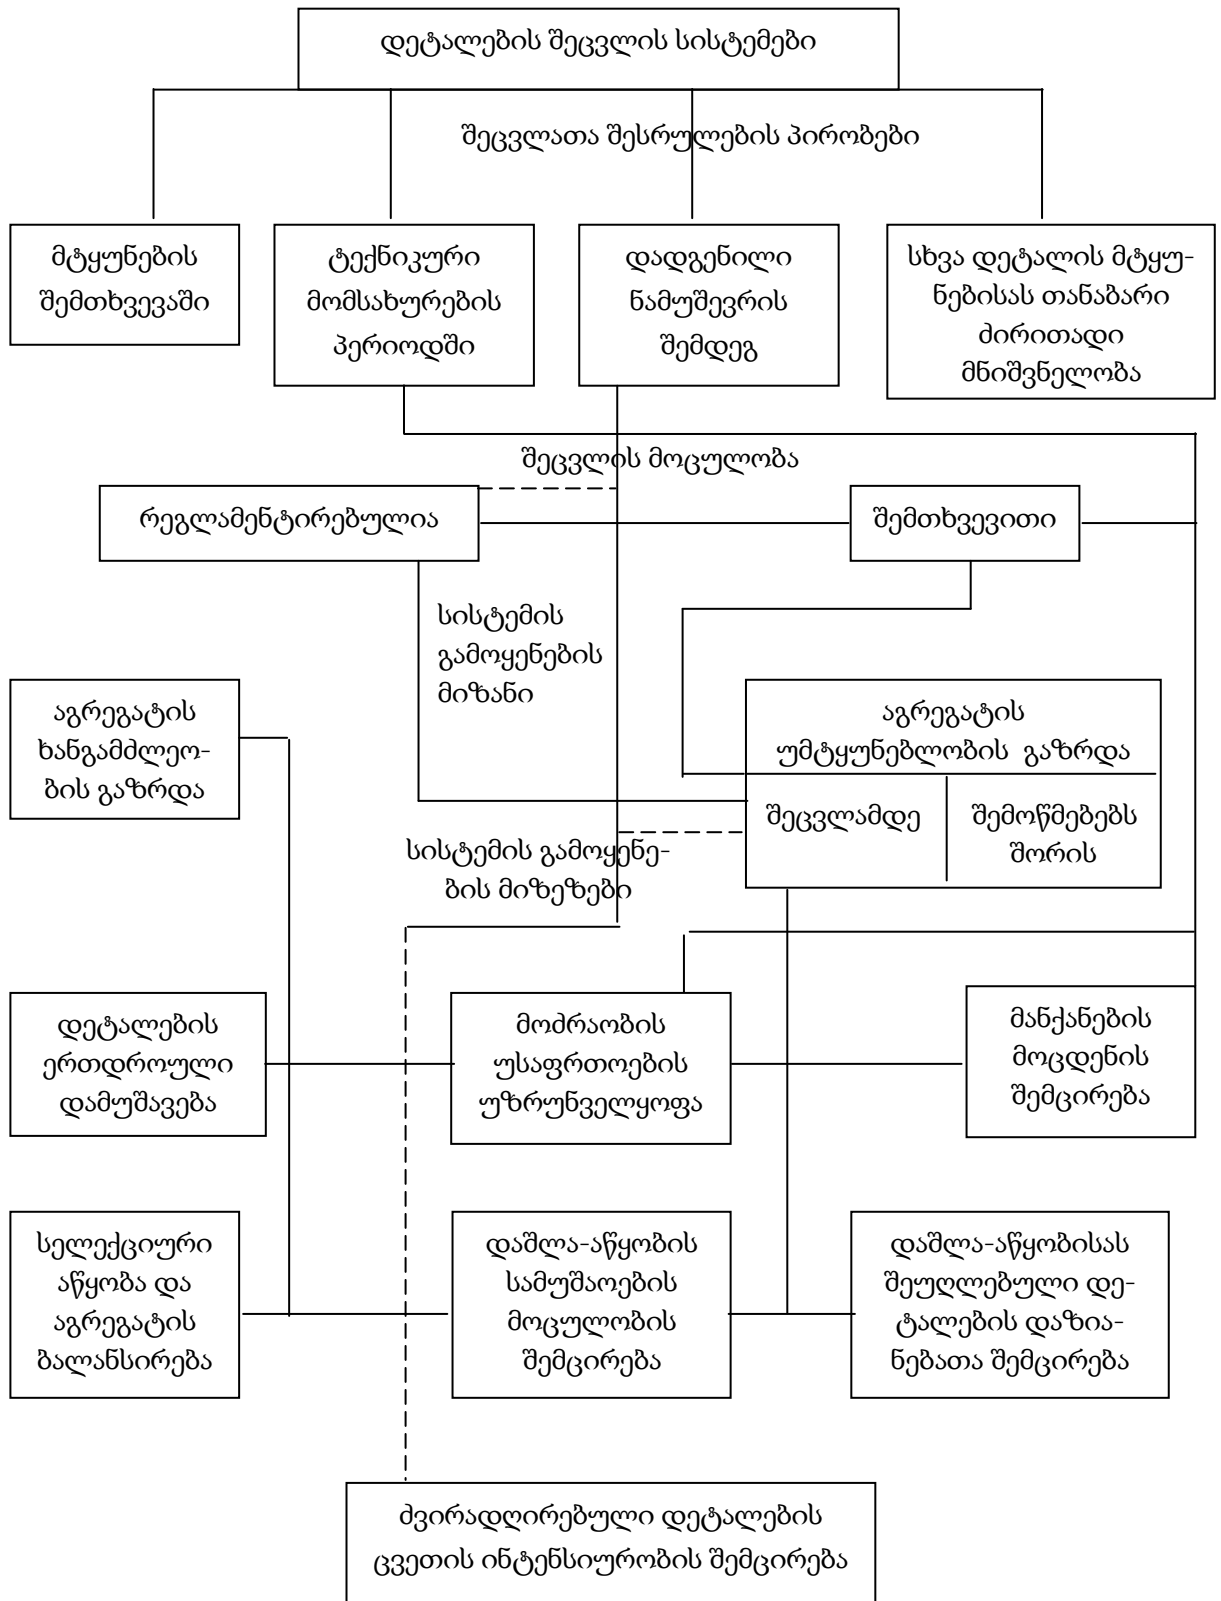 დეტალების შეცვლის სისტემები
შეცვლათა შესრულების პირობები
მტყუნების
შემთხვევაში
ტექნიკური
მომსახურების
პერიოდში
დადგენილი
ნამუშევრის
შემდეგ
სხვა დეტალის მტყუ-
ნებისას თანაბარი
ძირითადი
მნიშვნელობა
შეცვლის მოცულობა
რეგლამენტირებულია
შემთხვევითი
სისტემის
გამოყენების
მიზანი
აგრეგატის
ხანგამძლეო-
ბის გაზრდა
აგრეგატის
უმტყუნებლობის გაზრდა
შეცვლამდე
შემოწმებებს
შორის
სისტემის გამოყენე-
ბის მიზეზები
დეტალების
ერთდროული
დამუშავება
მოძრაობის
უსაფრთოების
უზრუნველყოფა
მანქანების
მოცდენის
შემცირება
სელექციური
აწყობა და
აგრეგატის
ბალანსირება
დაშლა-აწყობის
სამუშაოების
მოცულობის
შემცირება
დაშლა-აწყობისას
შეუღლებული დე-
ტალების დაზია-
ნებათა შემცირება
ძვირადღირებული დეტალების
ცვეთის ინტენსიურობის შემცირება